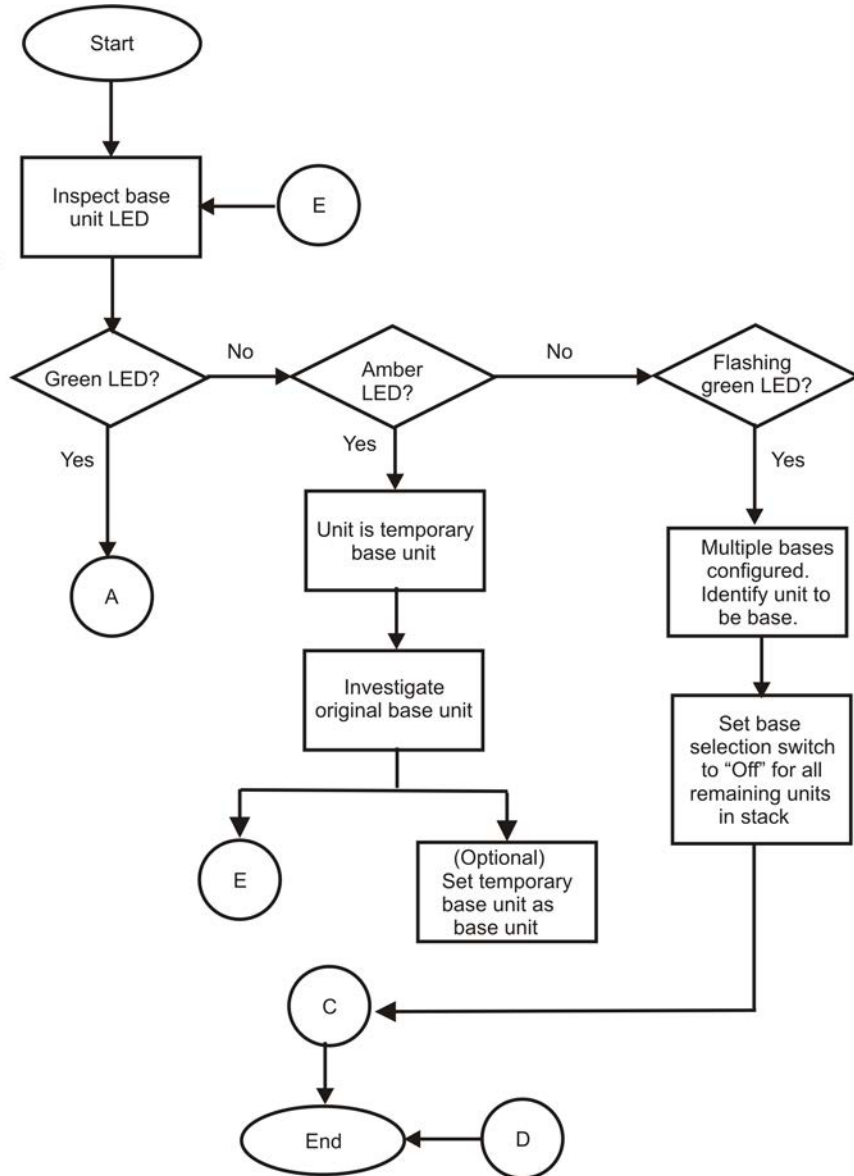 Start
Inspect base
unit LED
E
Green LED?
No
Amber
LED?
No
Flashing
green LED?
Yes
Yes
Yes
A
Unit is temporary
base unit
Multiple bases
configured.
Identify unit to
be base.
Investigate
original base unit
Set base
selection switch
to “Off” for all
remaining units
in stack
E
(Optional)
Set temporary
base unit as
base unit
C
End
D